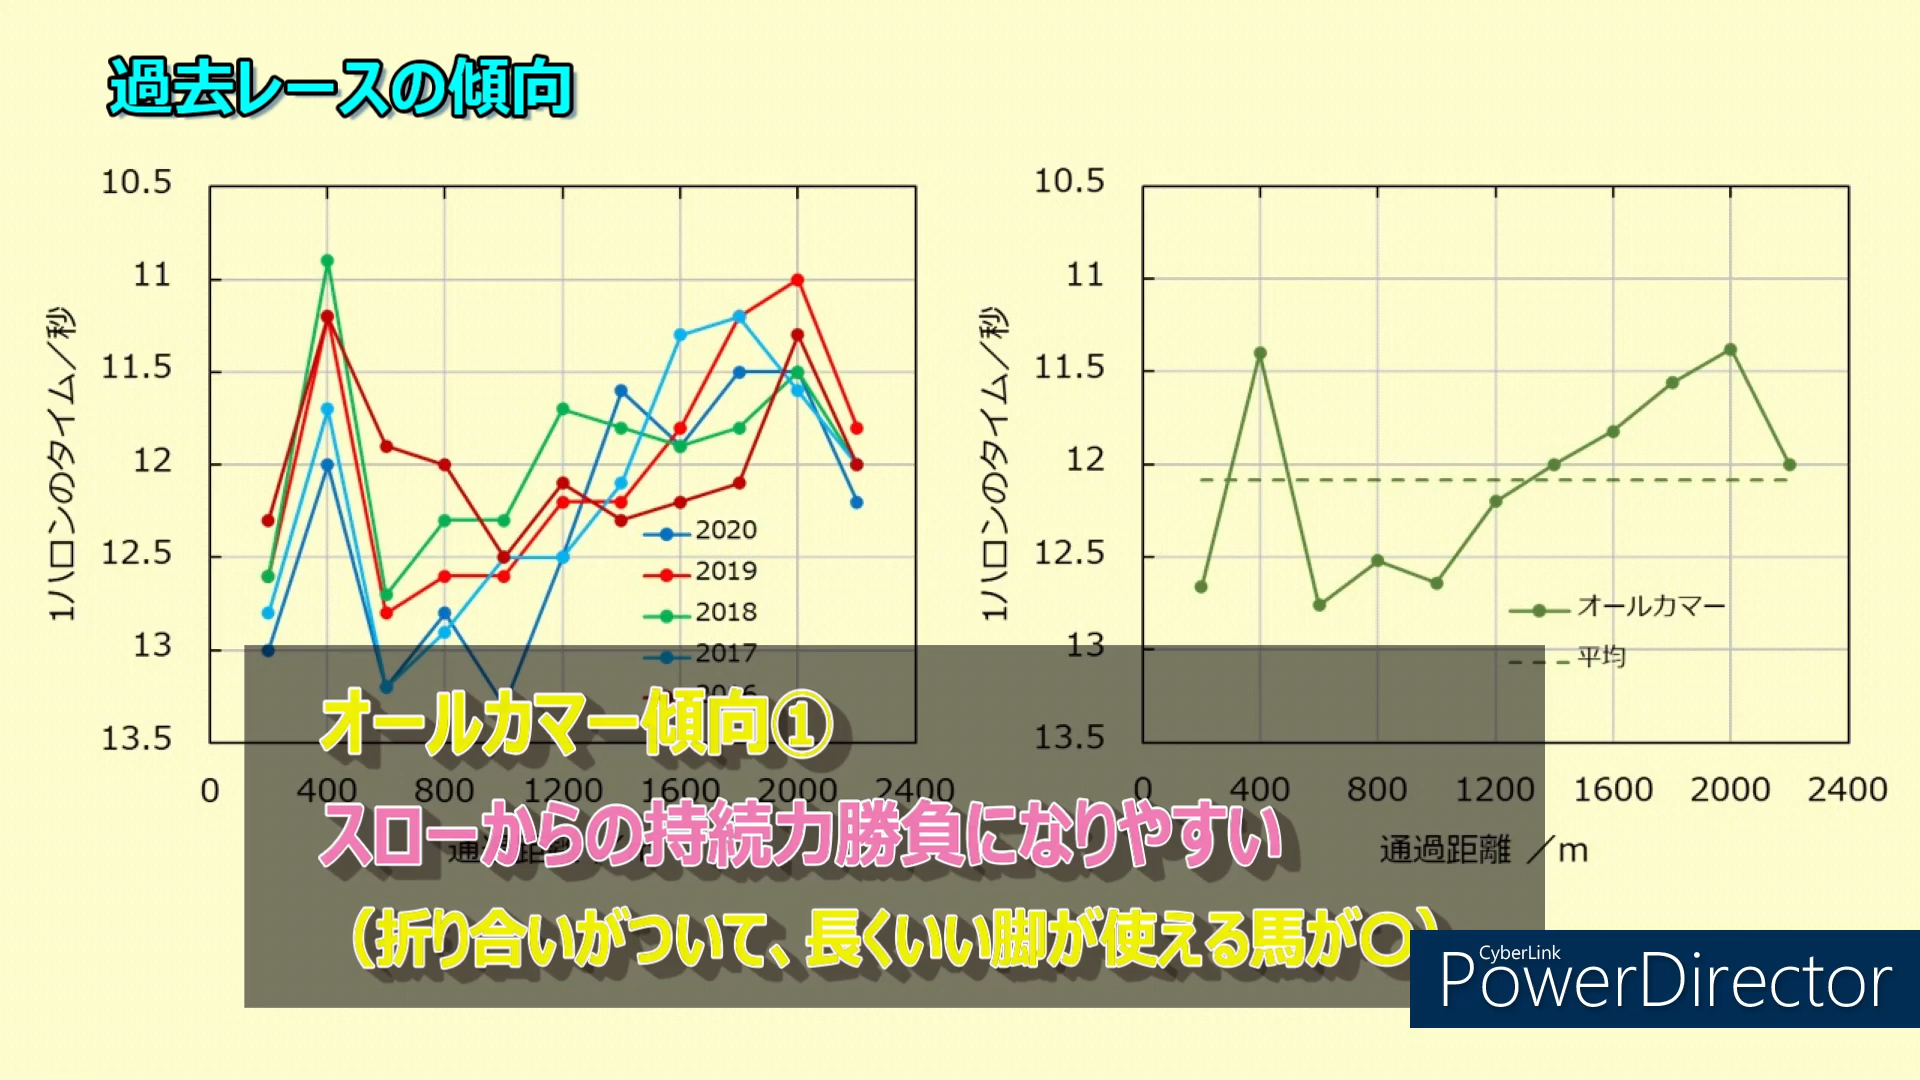 過去レースの傾向
1ハロンのタイム／秒
10.5
11
11.5
12
12.5
13
13.5
0 400 800 1200 1600 2000 2400
2020
2019
2018
2017
1ハロンのタイム／秒
10.5
11
11.5
12
12.5
13
13.5
0 400 800 1200 1600 2000 2400
通過距離 ／m
オールカマー
平均
オールカマー傾向①
スローからの持続力勝負になりやすい
（折り合いがついて、長くいい脚が使える馬が〇）
CyberLink
PowerDirector